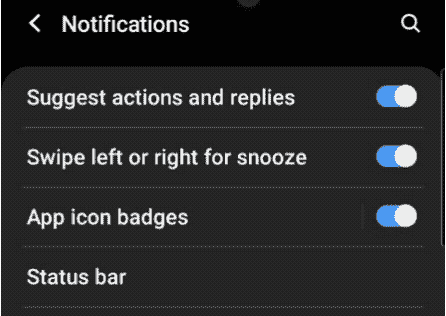 Notifications
Suggest actions and replies
Swipe left or right for snooze
App icon badges
Status bar